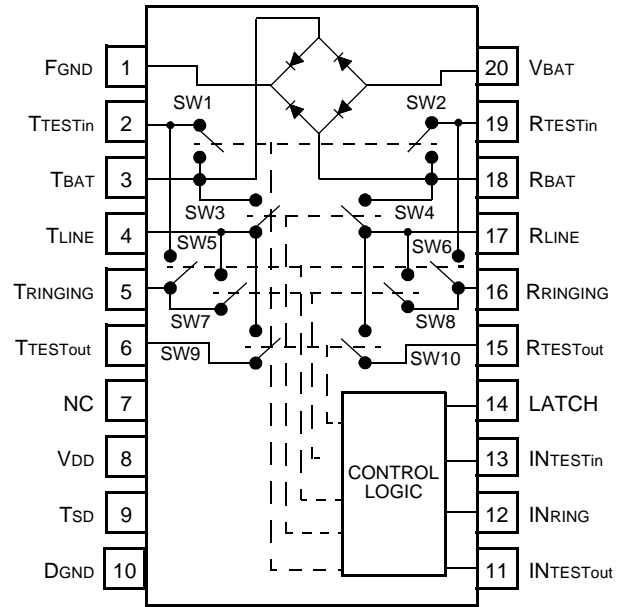 FGND 1
20 VBAT
SW1
SW2
TTESTin 2
19 RTESTin
TBAT 3
18 RBAT
SW3
SW4
TLINE 4
17 RLINE
SW5
SW6
TRINGING 5
16 RRINGING
SW7
SW8
TTESTout 6
15 RTESTout
SW9
SW10
NC 7
14 LATCH
VDD 8
13 INTESTin
CONTROL
LOGIC
TSD 9
12 INRING
DGND 10
11 INTESTout